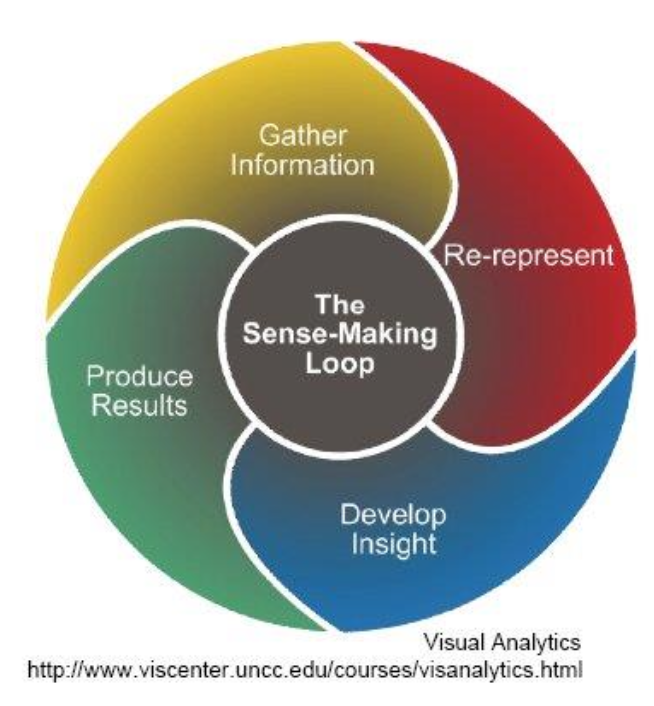 Gather
Information
Re-represent
The
Sense-Making
Loop
Produce
Results
Develop
Insight
Visual Analytics
http://www.viscenter.uncc.edu/courses/visanalytics.html